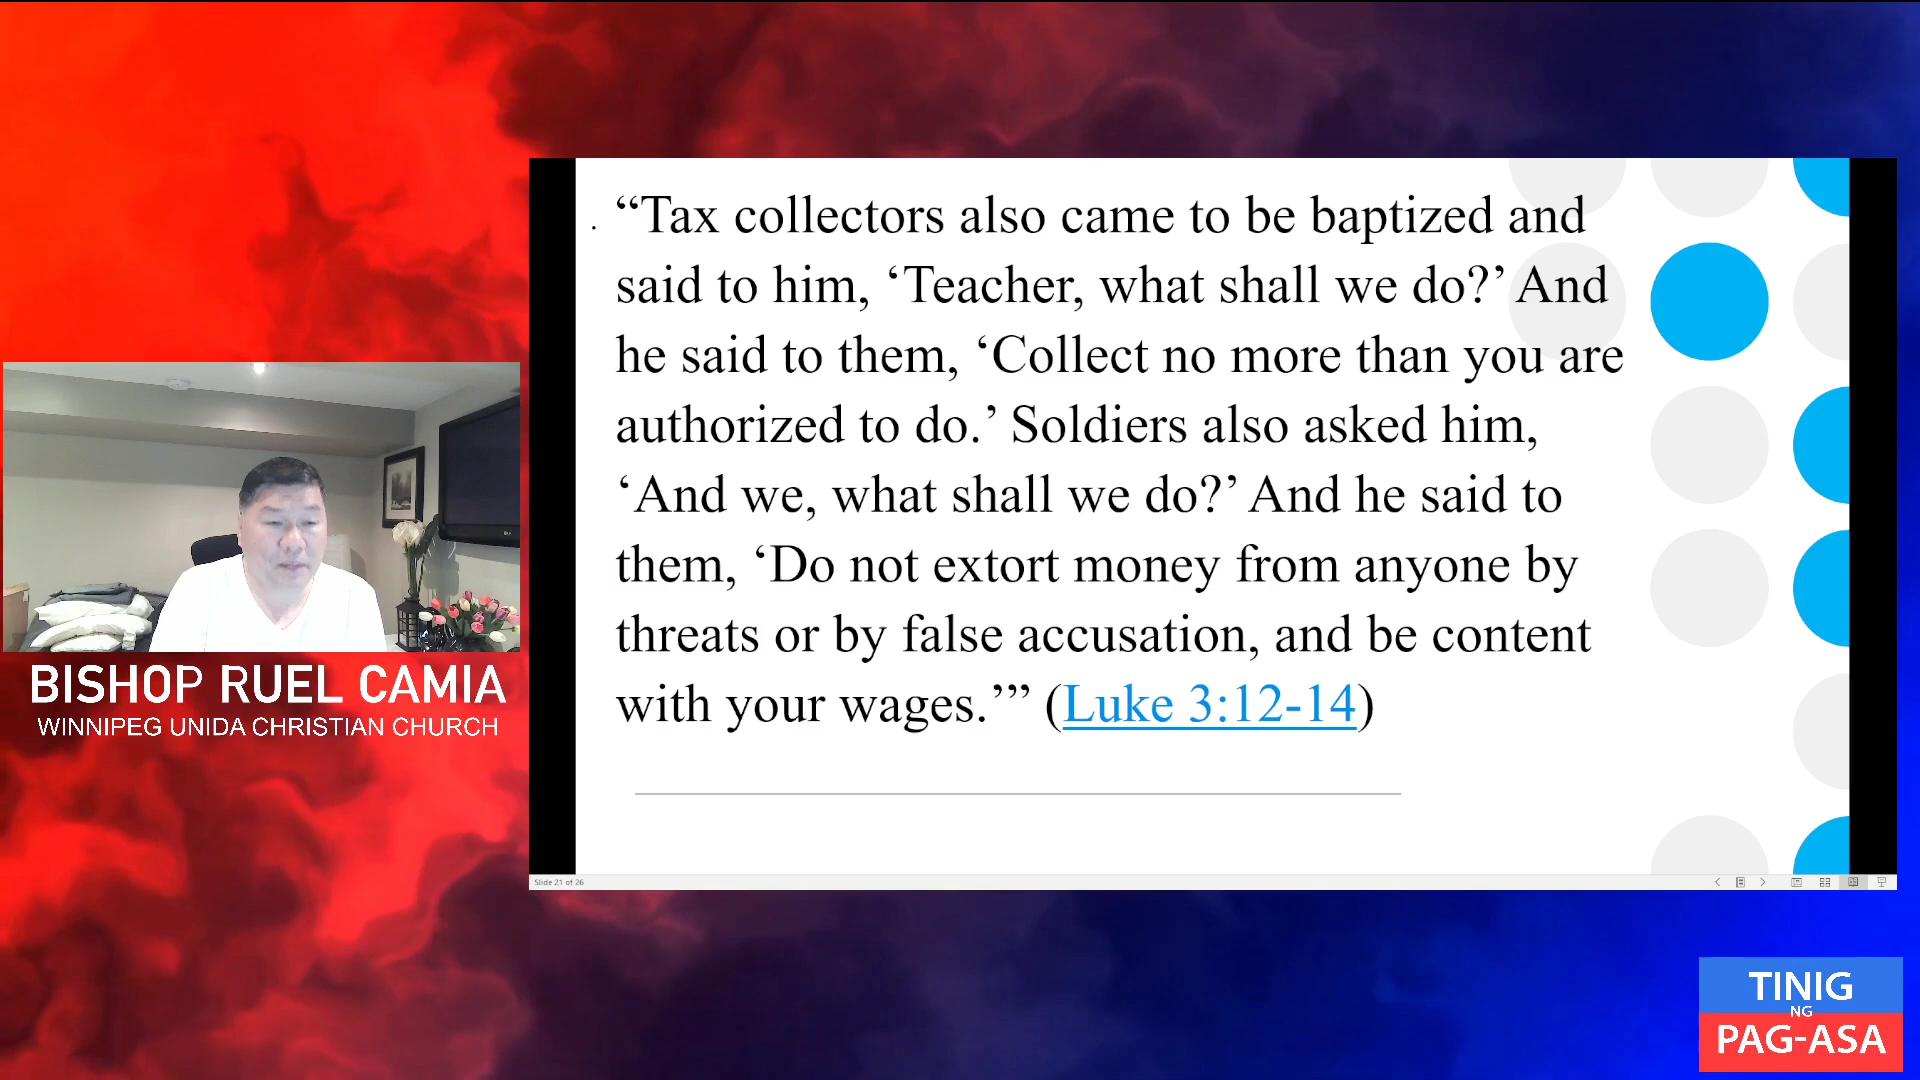 “Tax collectors also came to be baptized and
said to him, ‘Teacher, what shall we do?’ And
he said to them, ‘Collect no more than you are
authorized to do.’ Soldiers also asked him,
‘And we, what shall we do?’ And he said to
them, ‘Do not extort money from anyone by
threats or by false accusation, and be content
with your wages.’” (Luke 3:12-14)
BISHOP RUEL CAMIA
WINNIPEG UNIDA CHRISTIAN CHURCH
Slide 21 of 26
TINIG
NG
PAG-ASA